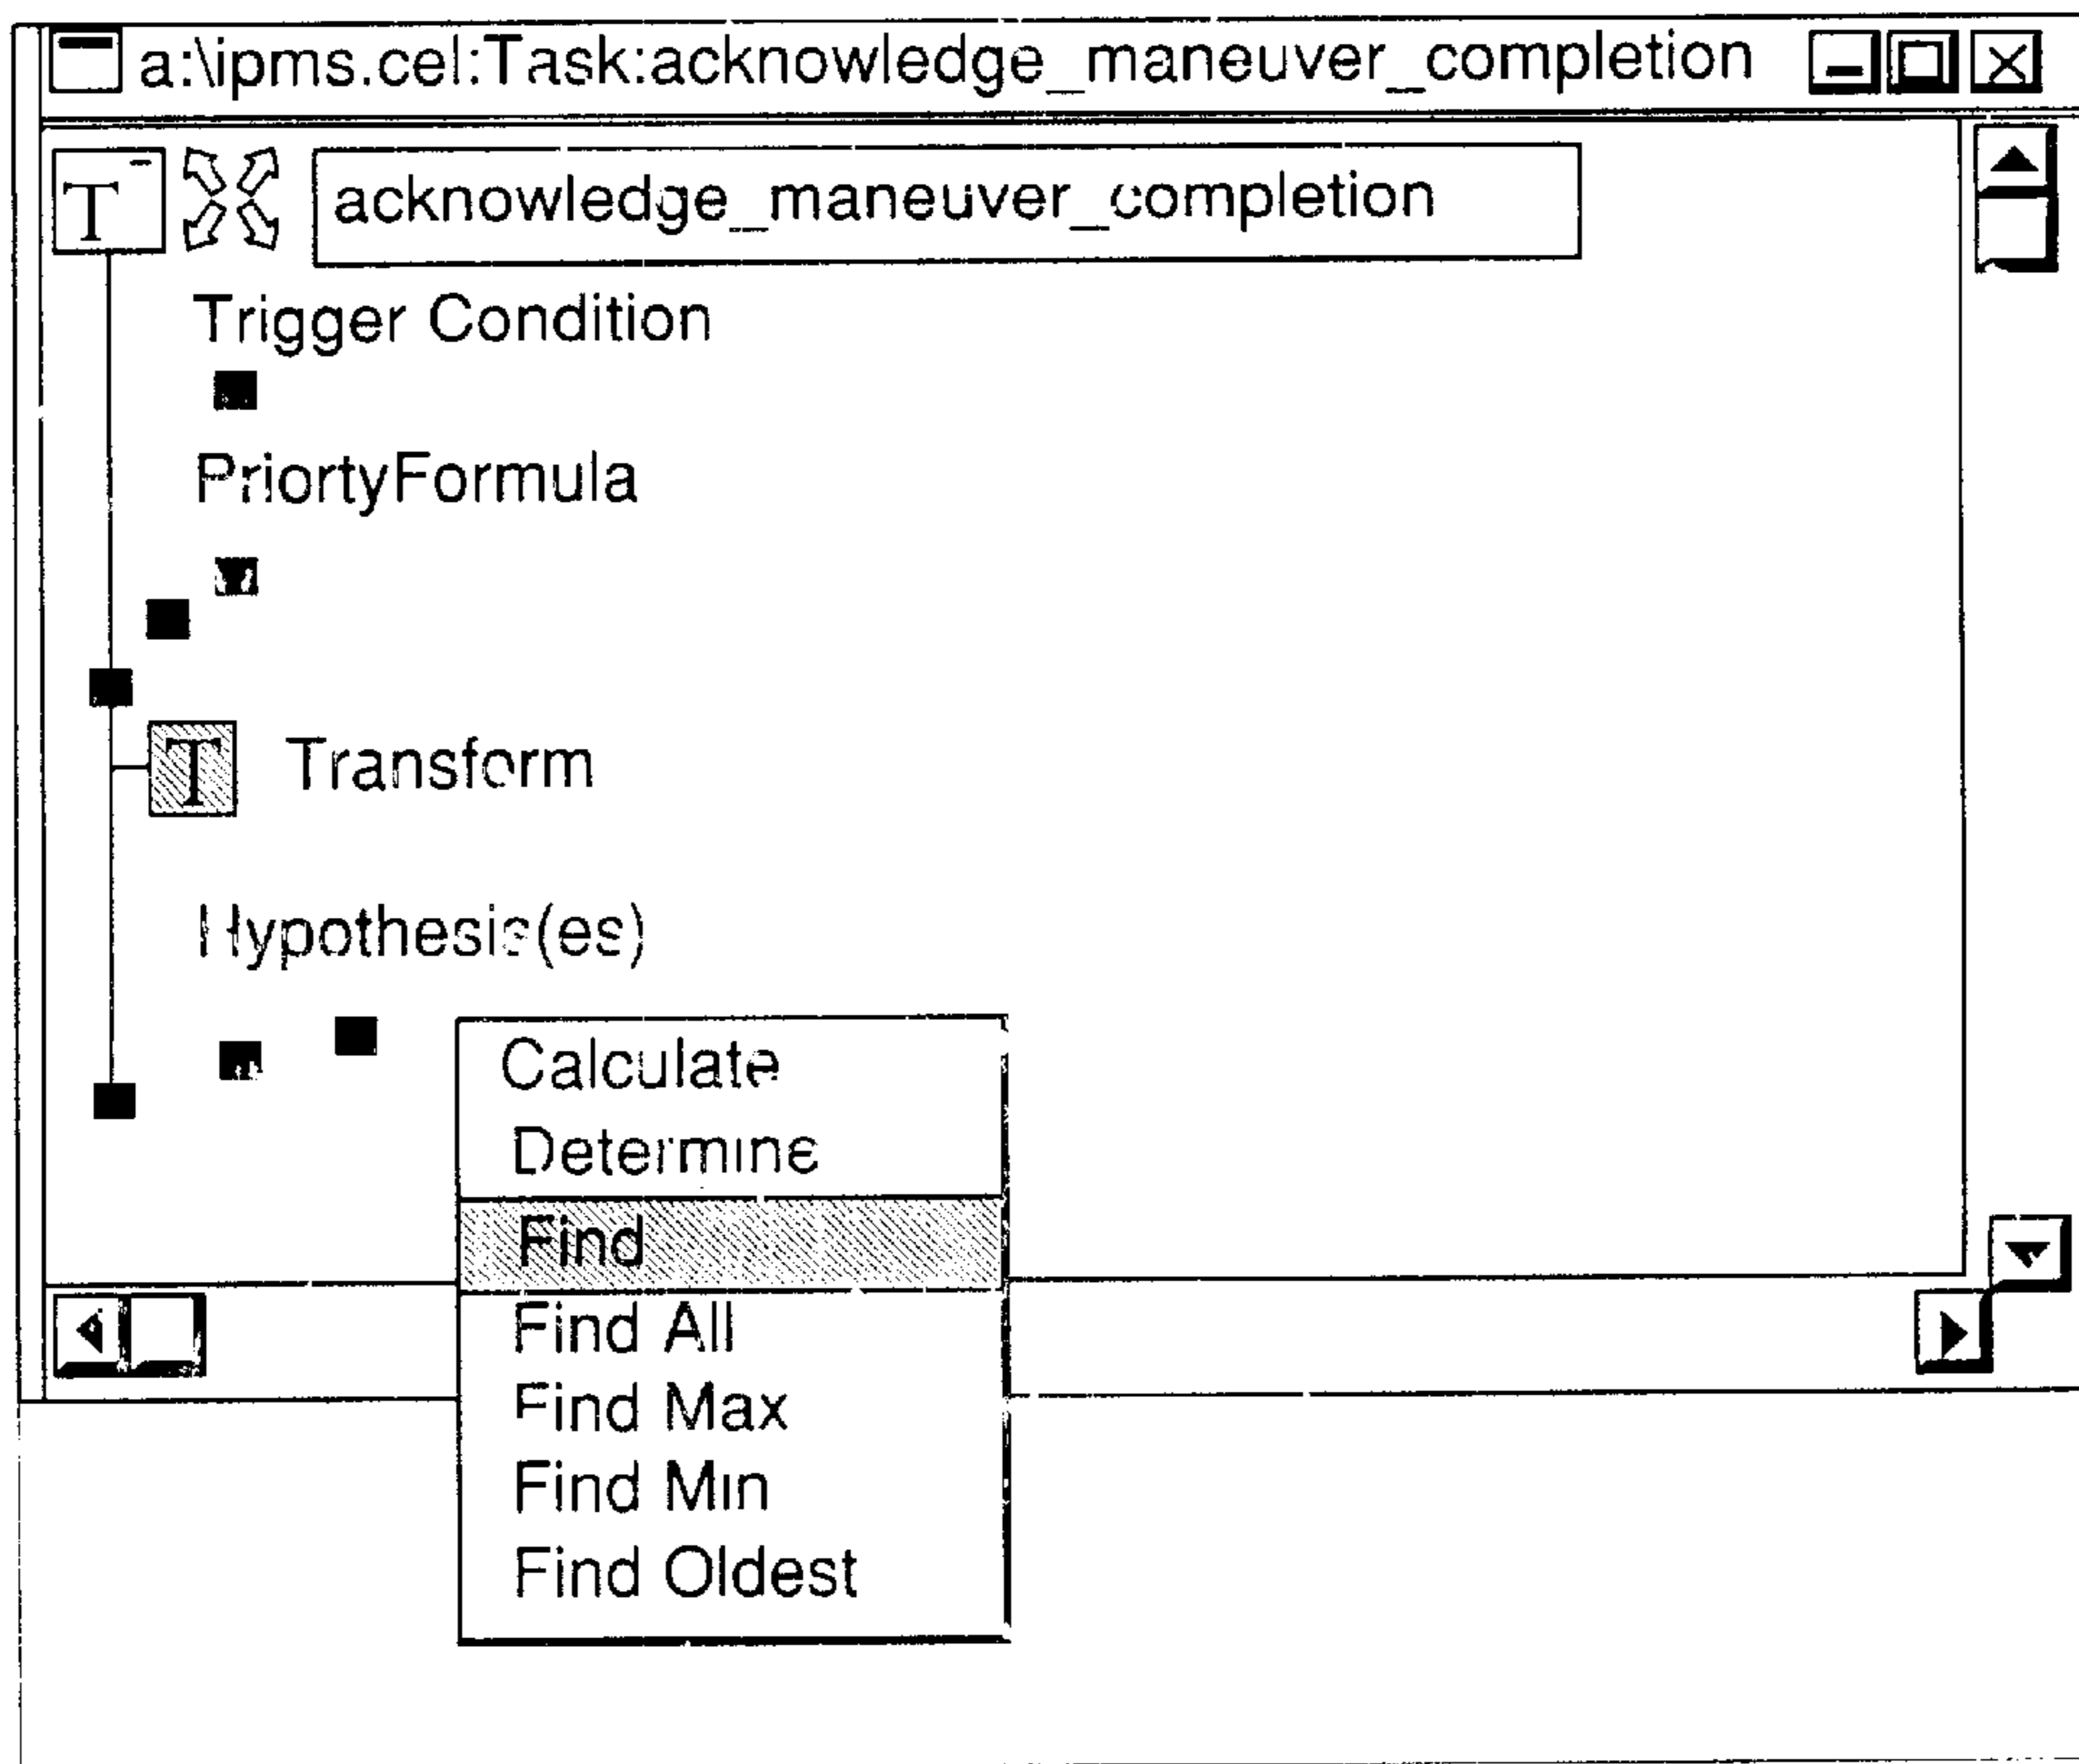 a:\ipms.cel:Task:acknowledge_maneuver_completion
T
acknowledge_maneuver_completion
Trigger Condition
PriortyFormula
T Transform
Hypothesis(es)
Calculate
Determine
Find
Find All
Find Max
Find Min
Find Oldest